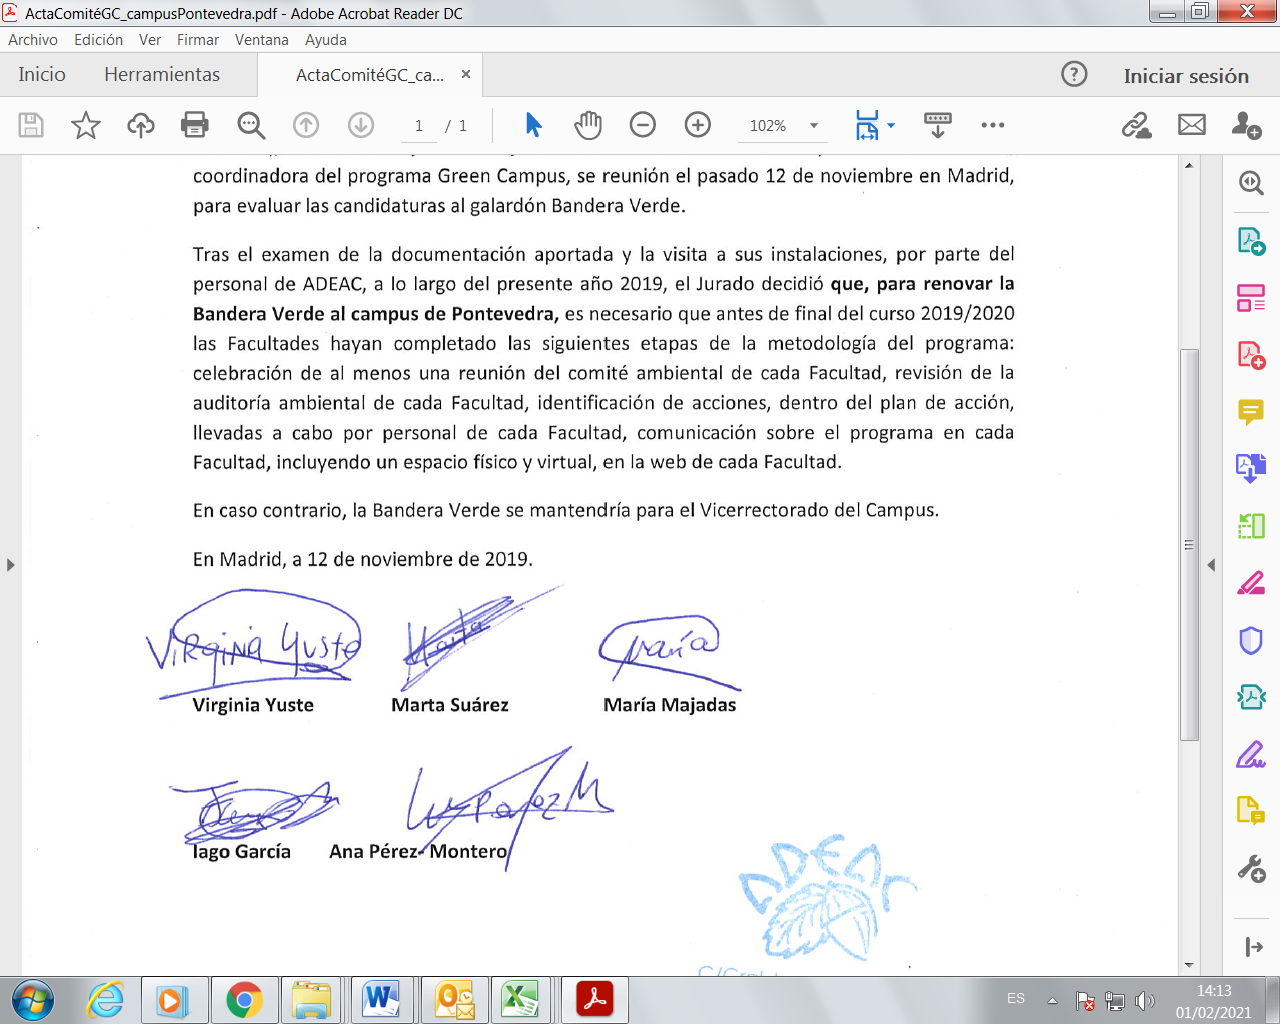 ActaComitéGC_campusPontevedra.pdf - Adobe Acrobat Reader DC
Archivo Edición Ver Firmar Ventana Ayuda
Inicio Herramientas ActaComitéGC_ca... × Iniciar sesión
1 / 1 102%
coordinadora del programa Green Campus, se reunión el pasado 12 de noviembre en Madrid,
para evaluar las candidaturas al galardón Bandera Verde.
Tras el examen de la documentación aportada y la visita a sus instalaciones, por parte del
personal de ADEAC, a lo largo del presente año 2019, el Jurado decidió que, para renovar la
Bandera Verde al campus de Pontevedra, es necesario que antes de final del curso 2019/2020
las Facultades hayan completado las siguientes etapas de la metodología del programa:
celebración de al menos una reunión del comité ambiental de cada Facultad, revisión de la
auditoría ambiental de cada Facultad, identificación de acciones, dentro del plan de acción,
llevadas a cabo por personal de cada Facultad, comunicación sobre el programa en cada
Facultad, incluyendo un espacio físico y virtual, en la web de cada Facultad.
En caso contrario, la Bandera Verde se mantendría para el Vicerrectorado del Campus.
En Madrid, a 12 de noviembre de 2019.
Virginia Yuste Marta María
Virginia Yuste Marta Suárez María Majadas
Iago García Ana Pérez- Montero
ADEAC
ES 14:13
01/02/2021